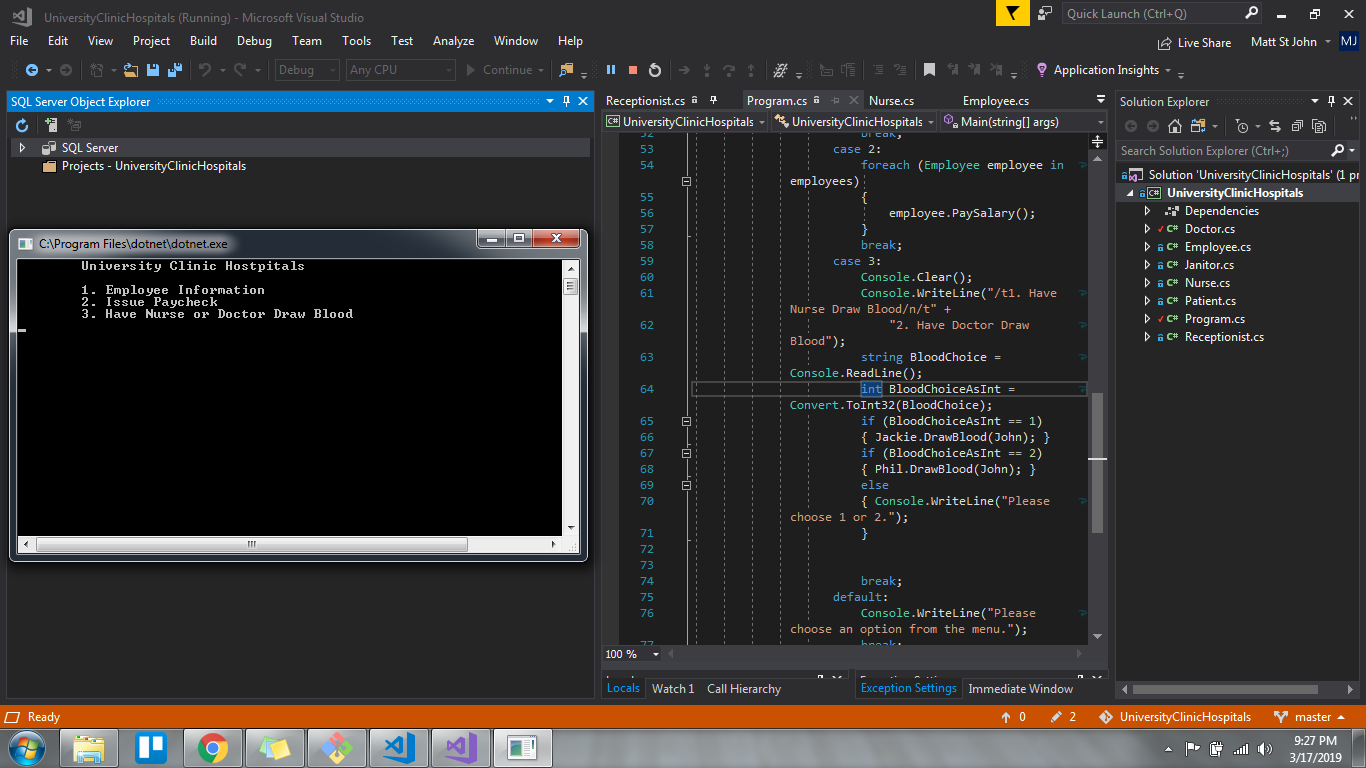 UniversityClinicHospitals (Running) - Microsoft Visual Studio
Quick Launch (Ctrl+Q)
File Edit View Project Build Debug Team Tools Test Analyze Window Help
Live Share Matt St John MJ
Debug Any CPU Continue Application Insights
SQL Server Object Explorer
SQL Server
Projects - UniversityClinicHospitals
C:\Program Files\dotnet\dotnet.exe
University Clinic Hostpitals
1. Employee Information
2. Issue Paycheck
3. Have Nurse or Doctor Draw Blood
Receptionist.cs Program.cs Nurse.cs Employee.cs
UniversityClinicHospitals UniversityClinicHospitals Main(string[] args)
52 break;
53 case 2:
54 foreach (Employee employee in
employees)
55 {
56 employee.PaySalary();
57 }
58 break;
59 case 3:
60 Console.Clear();
61 Console.WriteLine("/t1. Have
Nurse Draw Blood/n/t" +
62 "2. Have Doctor Draw
Blood");
63 string BloodChoice =
Console.ReadLine();
64 int BloodChoiceAsInt =
Convert.ToInt32(BloodChoice);
65 if (BloodChoiceAsInt == 1)
66 { Jackie.DrawBlood(John); }
67 if (BloodChoiceAsInt == 2)
68 { Phil.DrawBlood(John); }
69 else
70 { Console.WriteLine("Please
choose 1 or 2.");
71 }
72
73
74 break;
75 default:
76 Console.WriteLine("Please
choose an option from the menu.");
77 break;
100 %
Locals Watch 1 Call Hierarchy
Exception Settings Immediate Window
Solution Explorer
Search Solution Explorer (Ctrl+;)
Solution 'UniversityClinicHospitals' (1 pr
UniversityClinicHospitals
Dependencies
C# Doctor.cs
C# Employee.cs
C# Janitor.cs
C# Nurse.cs
C# Patient.cs
C# Program.cs
C# Receptionist.cs
Ready 0 2 UniversityClinicHospitals master
9:27 PM
3/17/2019